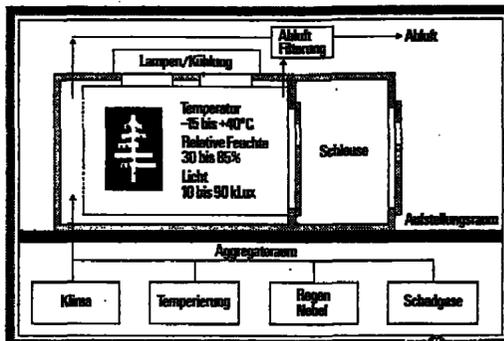 Abluft
Filterung
Abluft
Lampen/Kühlung
Temperatur
-15 bis +40°C
Relative Feuchte
30 bis 85%
Licht
10 bis 90 kLux
Schleuse
Aufstellungsraum
Aggregateraum
Klima
Temperierung
Regen
Nebel
Schadgase